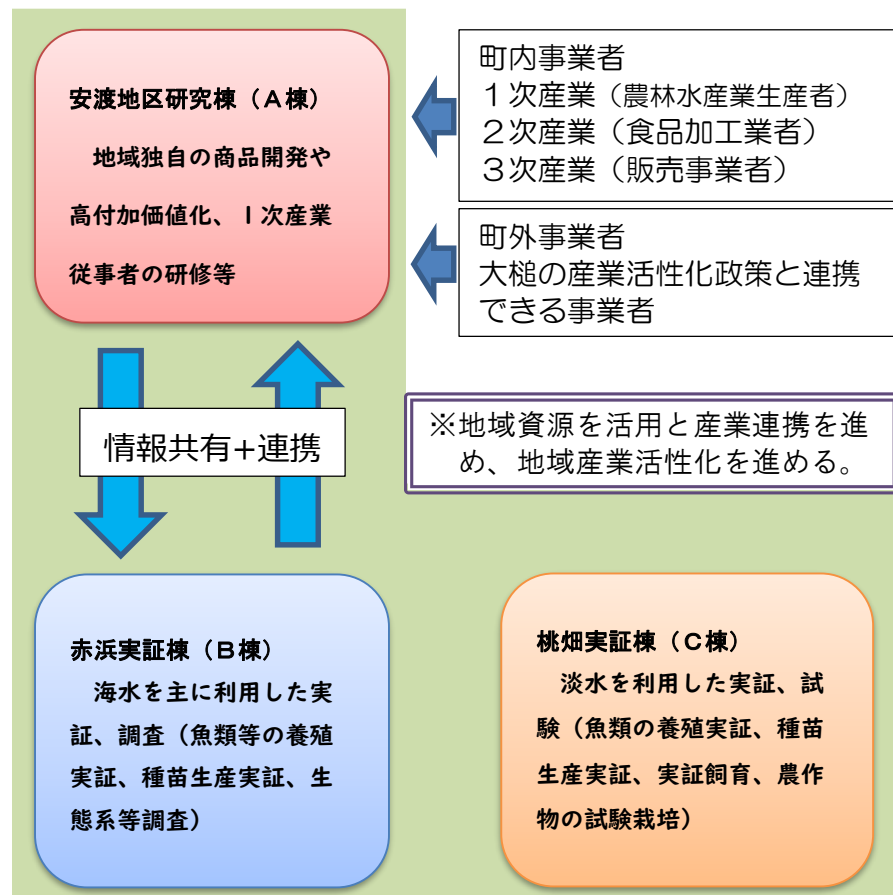 安渡地区研究棟（A棟）
地域独自の商品開発や
高付加価値化、1次産業
従事者の研修等
町内事業者
１次産業（農林水産業生産者）
２次産業（食品加工業者）
３次産業（販売事業者）
町外事業者
大槌の産業活性化政策と連携
できる事業者
情報共有+連携
※地域資源を活用と産業連携を進
め、地域産業活性化を進める。
赤浜実証棟（B棟）
海水を主に利用した実
証、調査（魚類等の養殖
実証、種苗生産実証、生
態系等調査）
桃畑実証棟（C棟）
淡水を利用した実証、試
験（魚類の養殖実証、種苗
生産実証、実証飼育、農作
物の試験栽培）